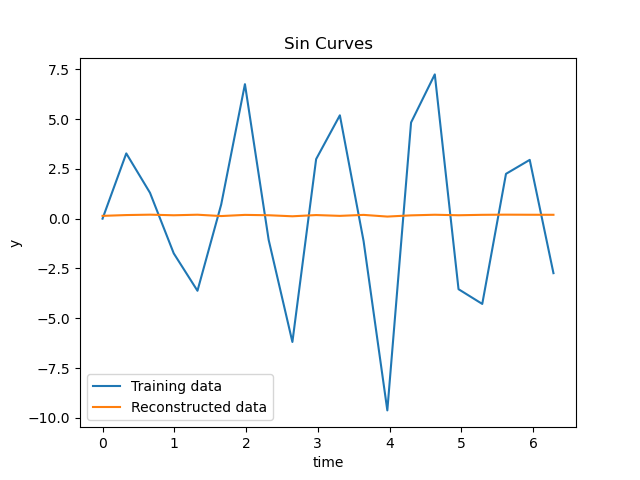 Sin Curves
7.5
5.0
2.5
0.0
−2.5
−5.0
−7.5
−10.0
y
Training data
Reconstructed data
0 1 2 3 4 5 6
time